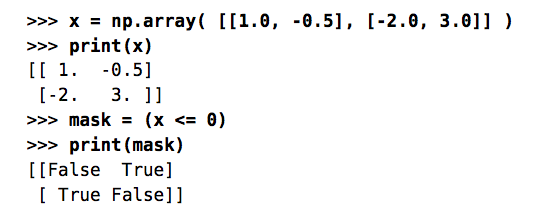 >>> x = np.array( [[1.0, -0.5], [-2.0, 3.0]] )
>>> print(x)
[[ 1.  -0.5]
 [-2.   3. ]]
>>> mask = (x <= 0)
>>> print(mask)
[[False  True]
 [ True False]]